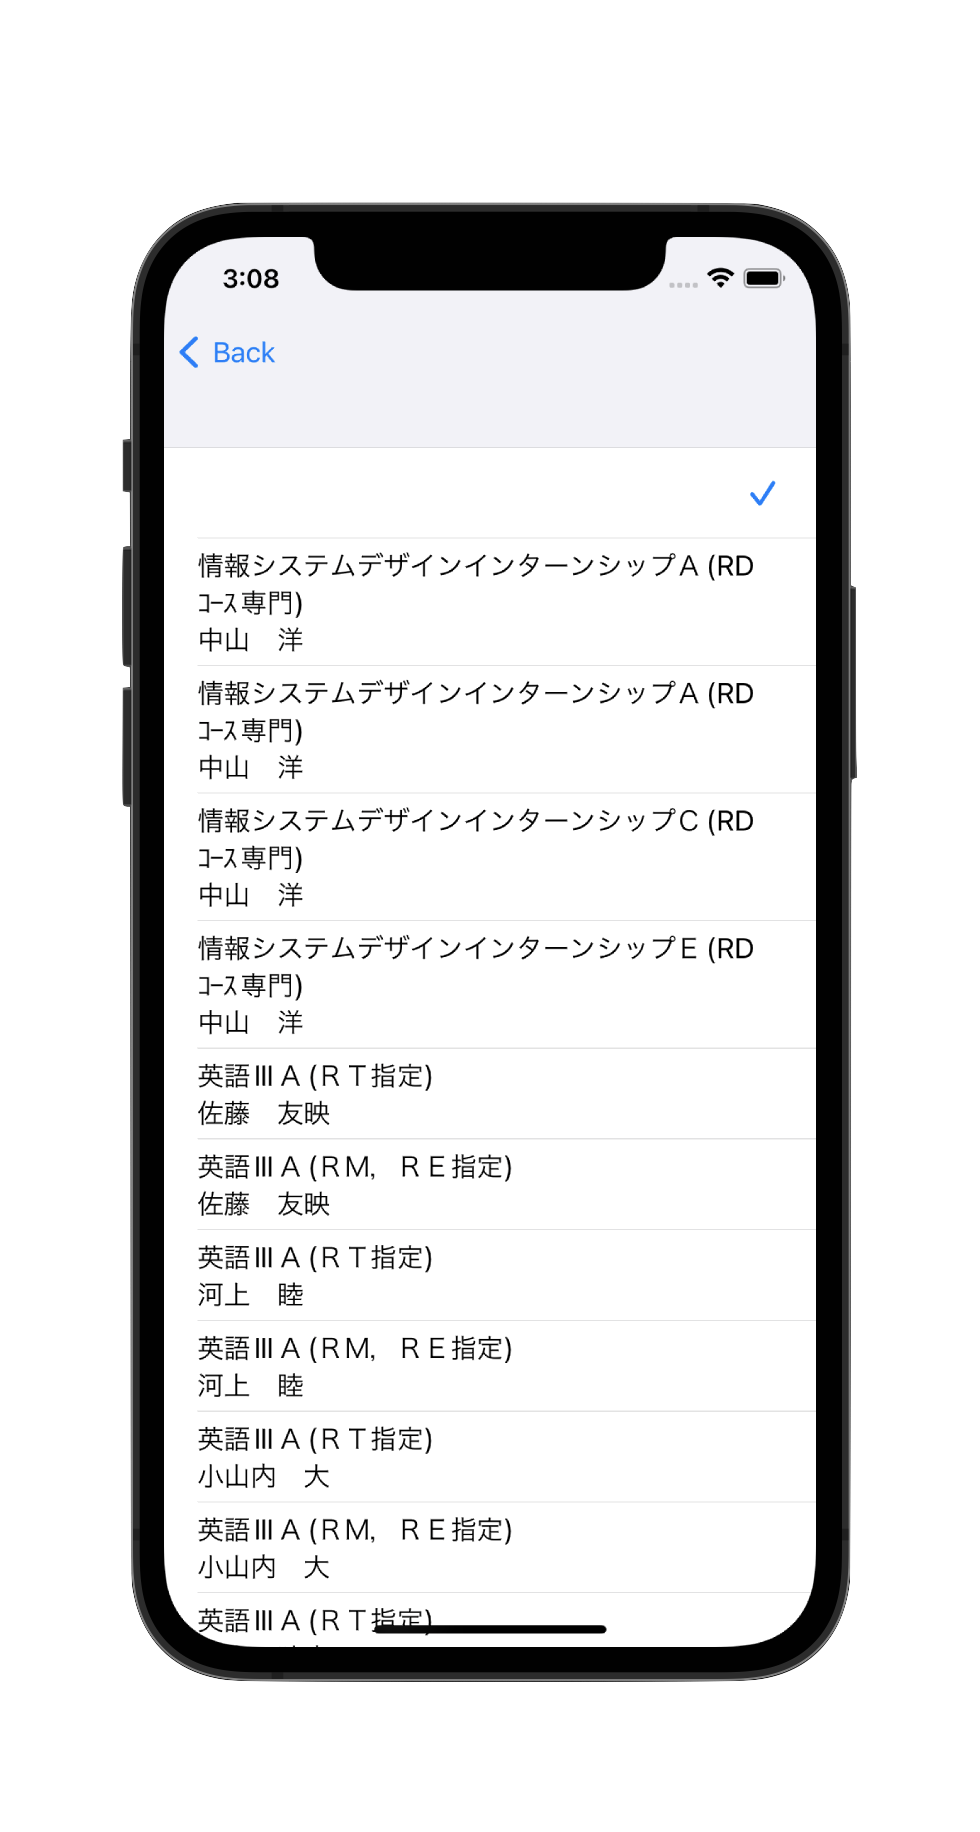 3:08
Back
情報システムデザインインターンシップＡ (RD
ｺｰｽ専門)
中山　洋
情報システムデザインインターンシップＡ (RD
ｺｰｽ専門)
中山　洋
情報システムデザインインターンシップＣ (RD
ｺｰｽ専門)
中山　洋
情報システムデザインインターンシップＥ (RD
ｺｰｽ専門)
中山　洋
英語ⅢＡ (ＲＴ指定)
佐藤　友映
英語ⅢＡ (ＲＭ，ＲＥ指定)
佐藤　友映
英語ⅢＡ (ＲＴ指定)
河上　睦
英語ⅢＡ (ＲＭ，ＲＥ指定)
河上　睦
英語ⅢＡ (ＲＴ指定)
小山内　大
英語ⅢＡ (ＲＭ，ＲＥ指定)
小山内　大
英語ⅢＡ (ＲＴ指定)